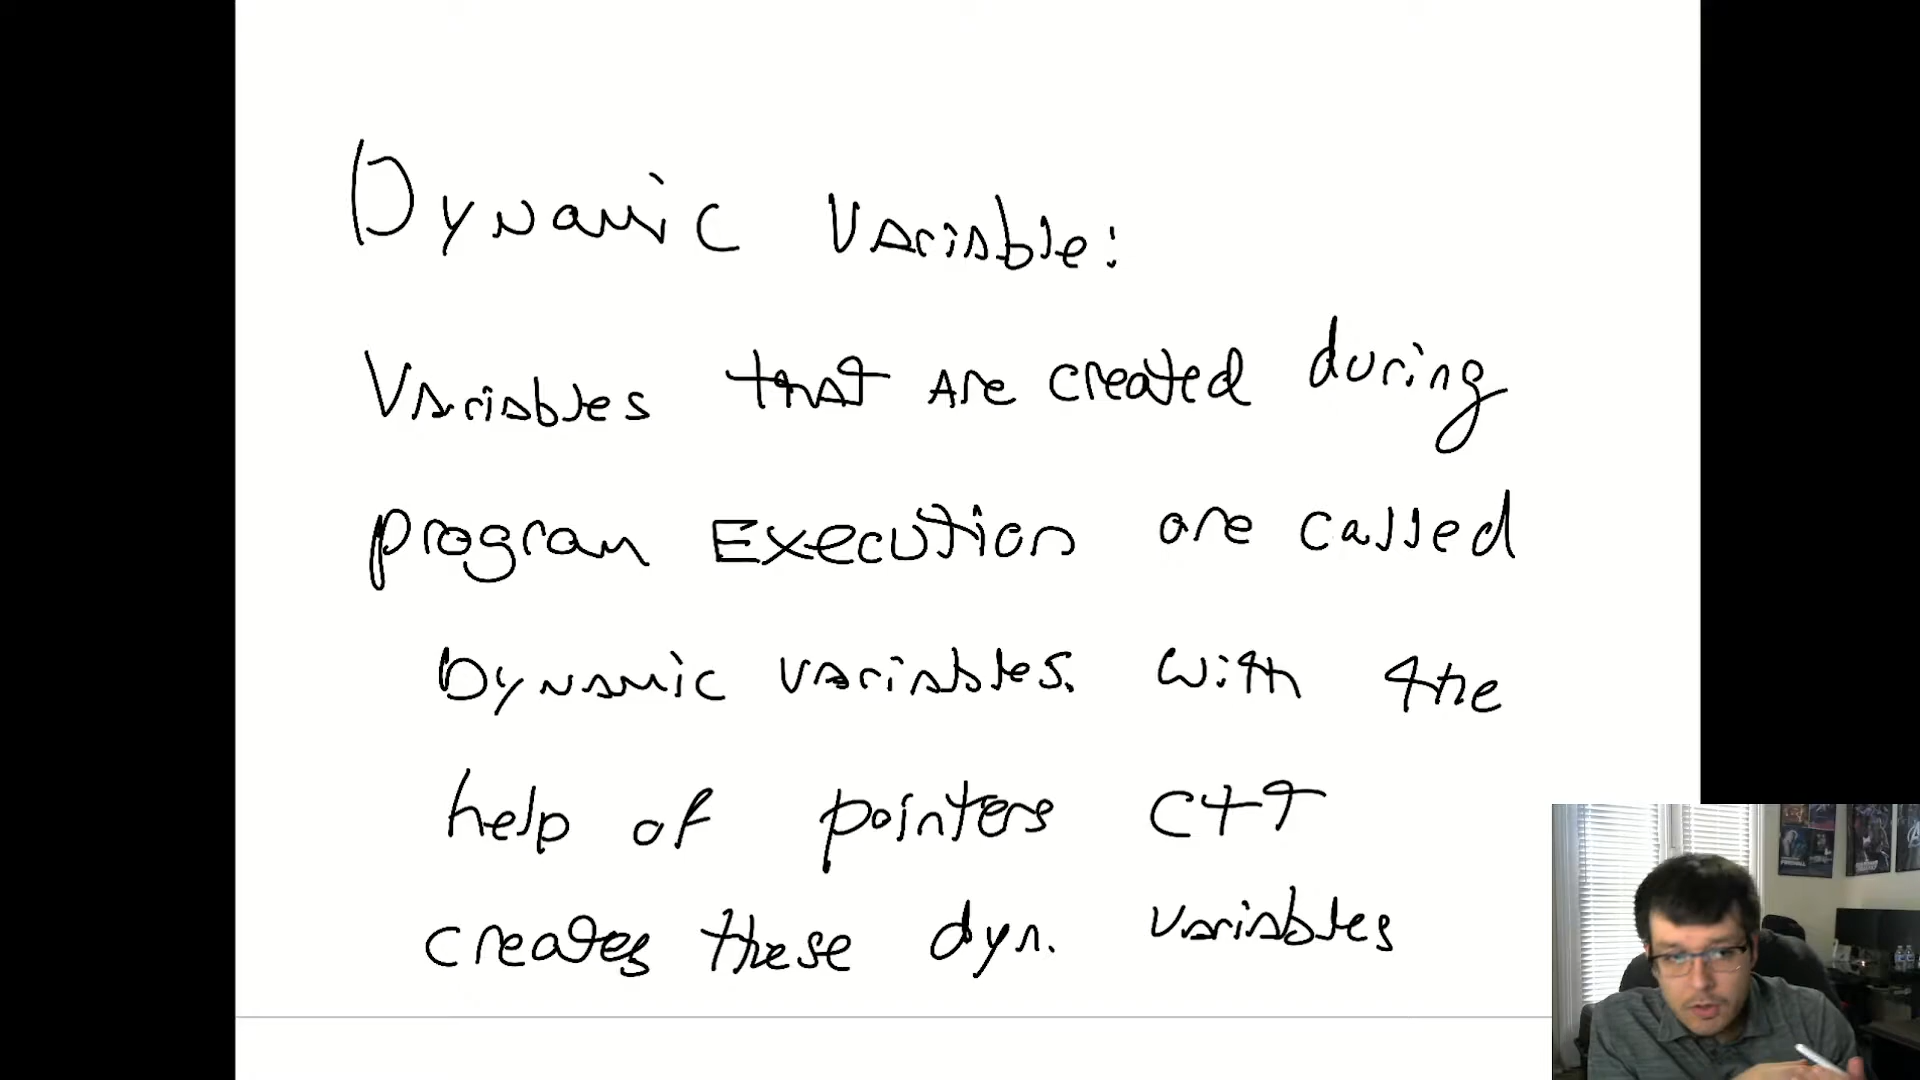 Dynamic Variable:
Variables that are created during
program Execution are called
Dynamic variables. With the
help of pointers C++
creates these dyn. variables